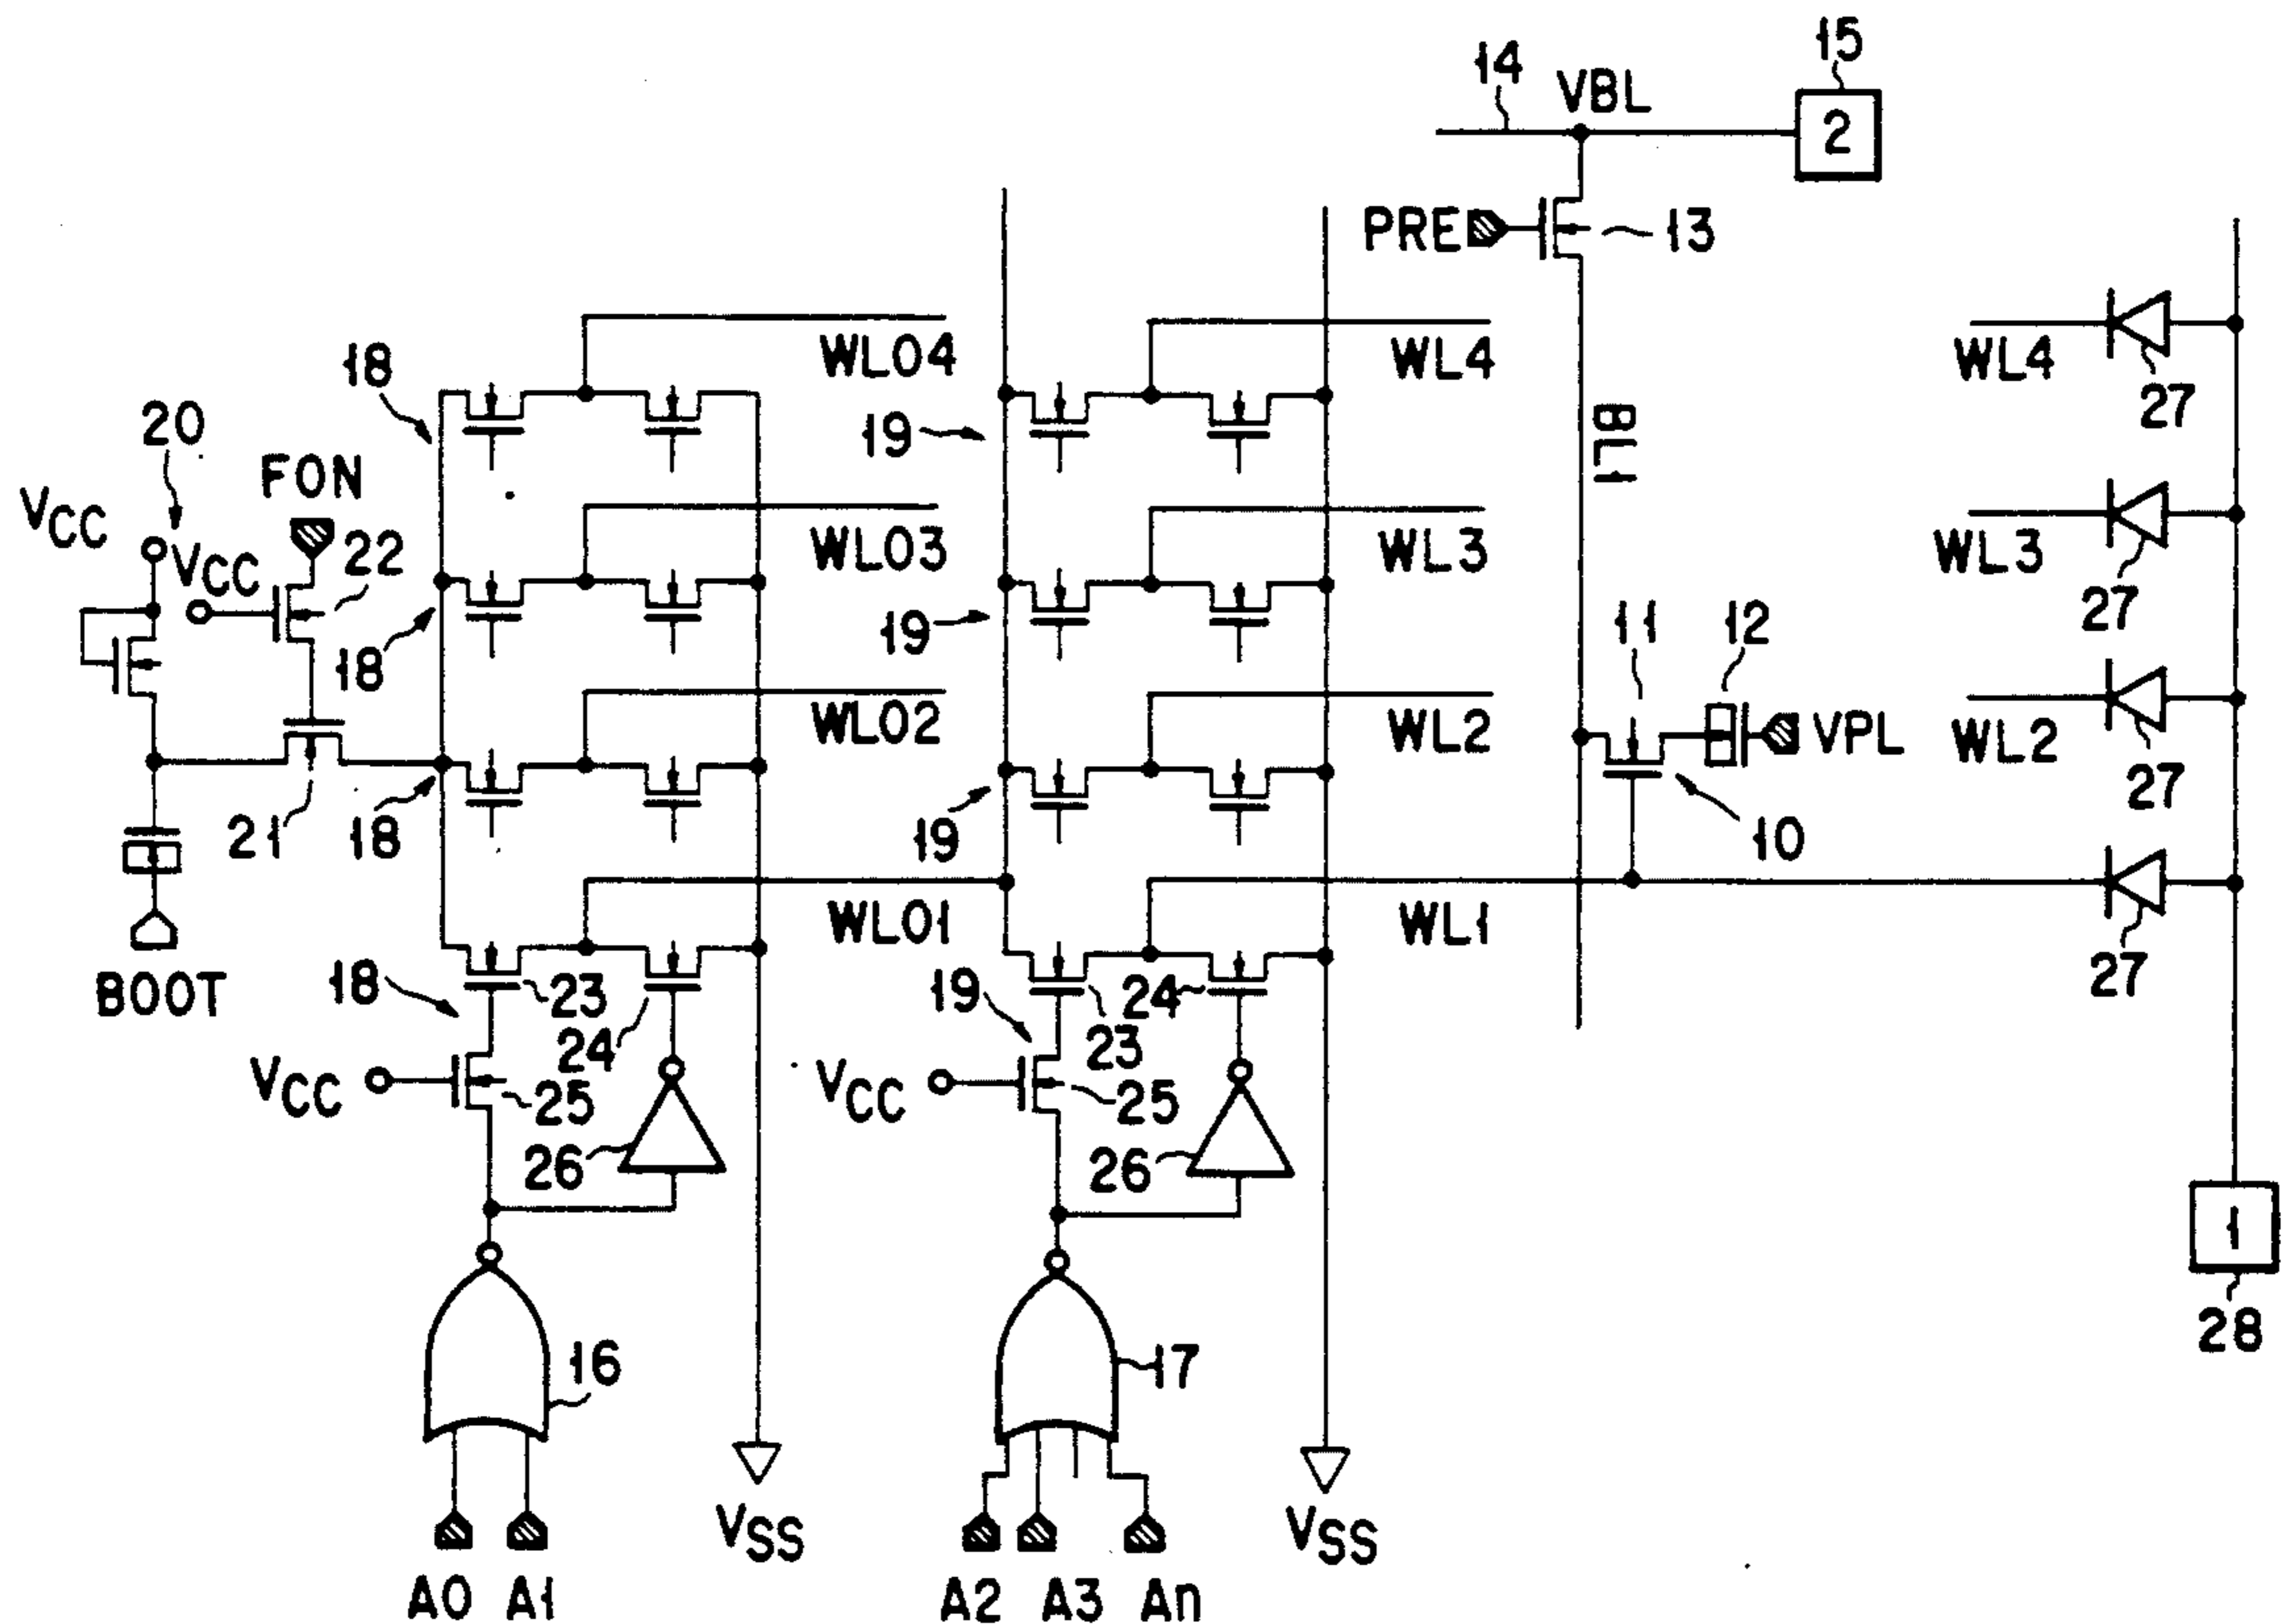 15
14 VBL
2
PRE 13
WL04 WL4 WL4
18 27
20 19
FON BL1
VCC
VCC 22 WL03 WL3 WL3
11 12 27
18 19
WL02 WL2 VPL WL2
21 18 19 10 27
WL01 WL1
BOOT 18 23 19 24 27
24 23
VCC 25 VCC 25
26 26
1
16 17 28
VSS VSS
A0 A1 A2 A3 An